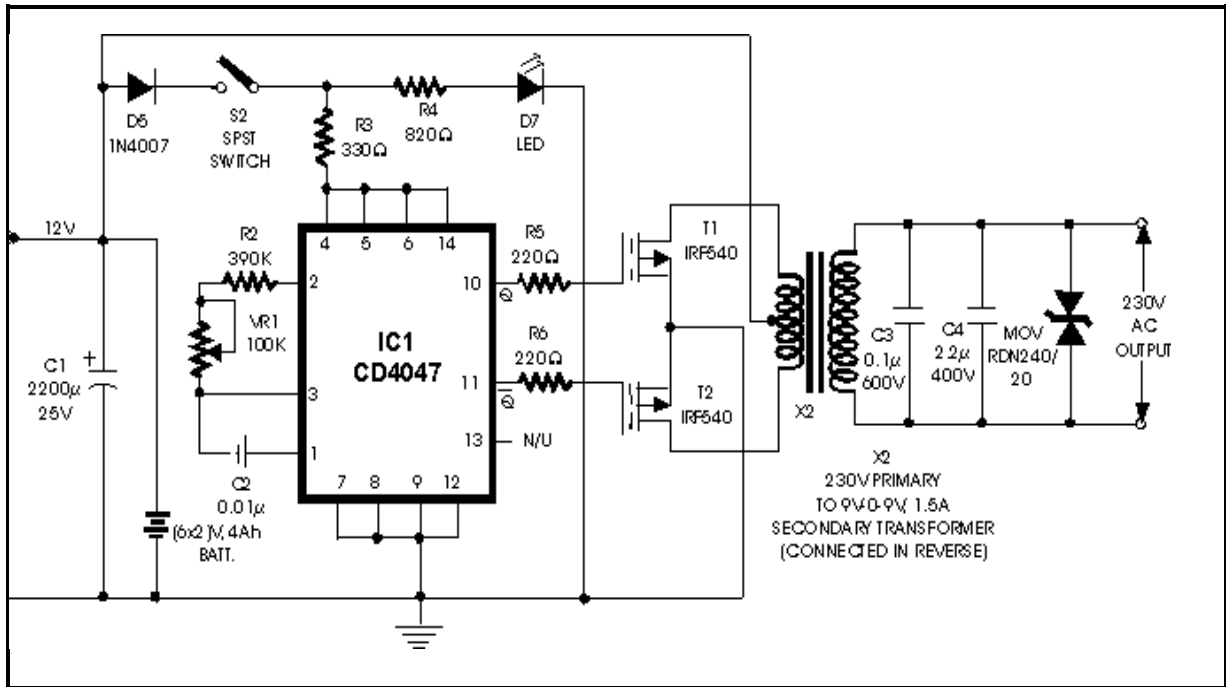 D5
1N4007
S2
SPST
SWITCH
R3
330Ω
R4
820Ω
D7
LED
12V
R2
390K
VR1
100K
C1
+
2200µ
25V
C2
0.01µ
(6x2)V, 4Ah
BATT.
4 5 6 14
2
3
1
IC1
CD4047
10
Q
11
Q̅
13
N/U
7 8 9 12
R5
220Ω
R6
220Ω
T1
IRF540
T2
IRF540
X2
C3
0.1µ
600V
C4
2.2µ
400V
MOV
RDN240/
20
230V
AC
OUTPUT
X2
230V PRIMARY
TO 9V-0-9V, 1.5A
SECONDARY TRANSFORMER
(CONNECTED IN REVERSE)